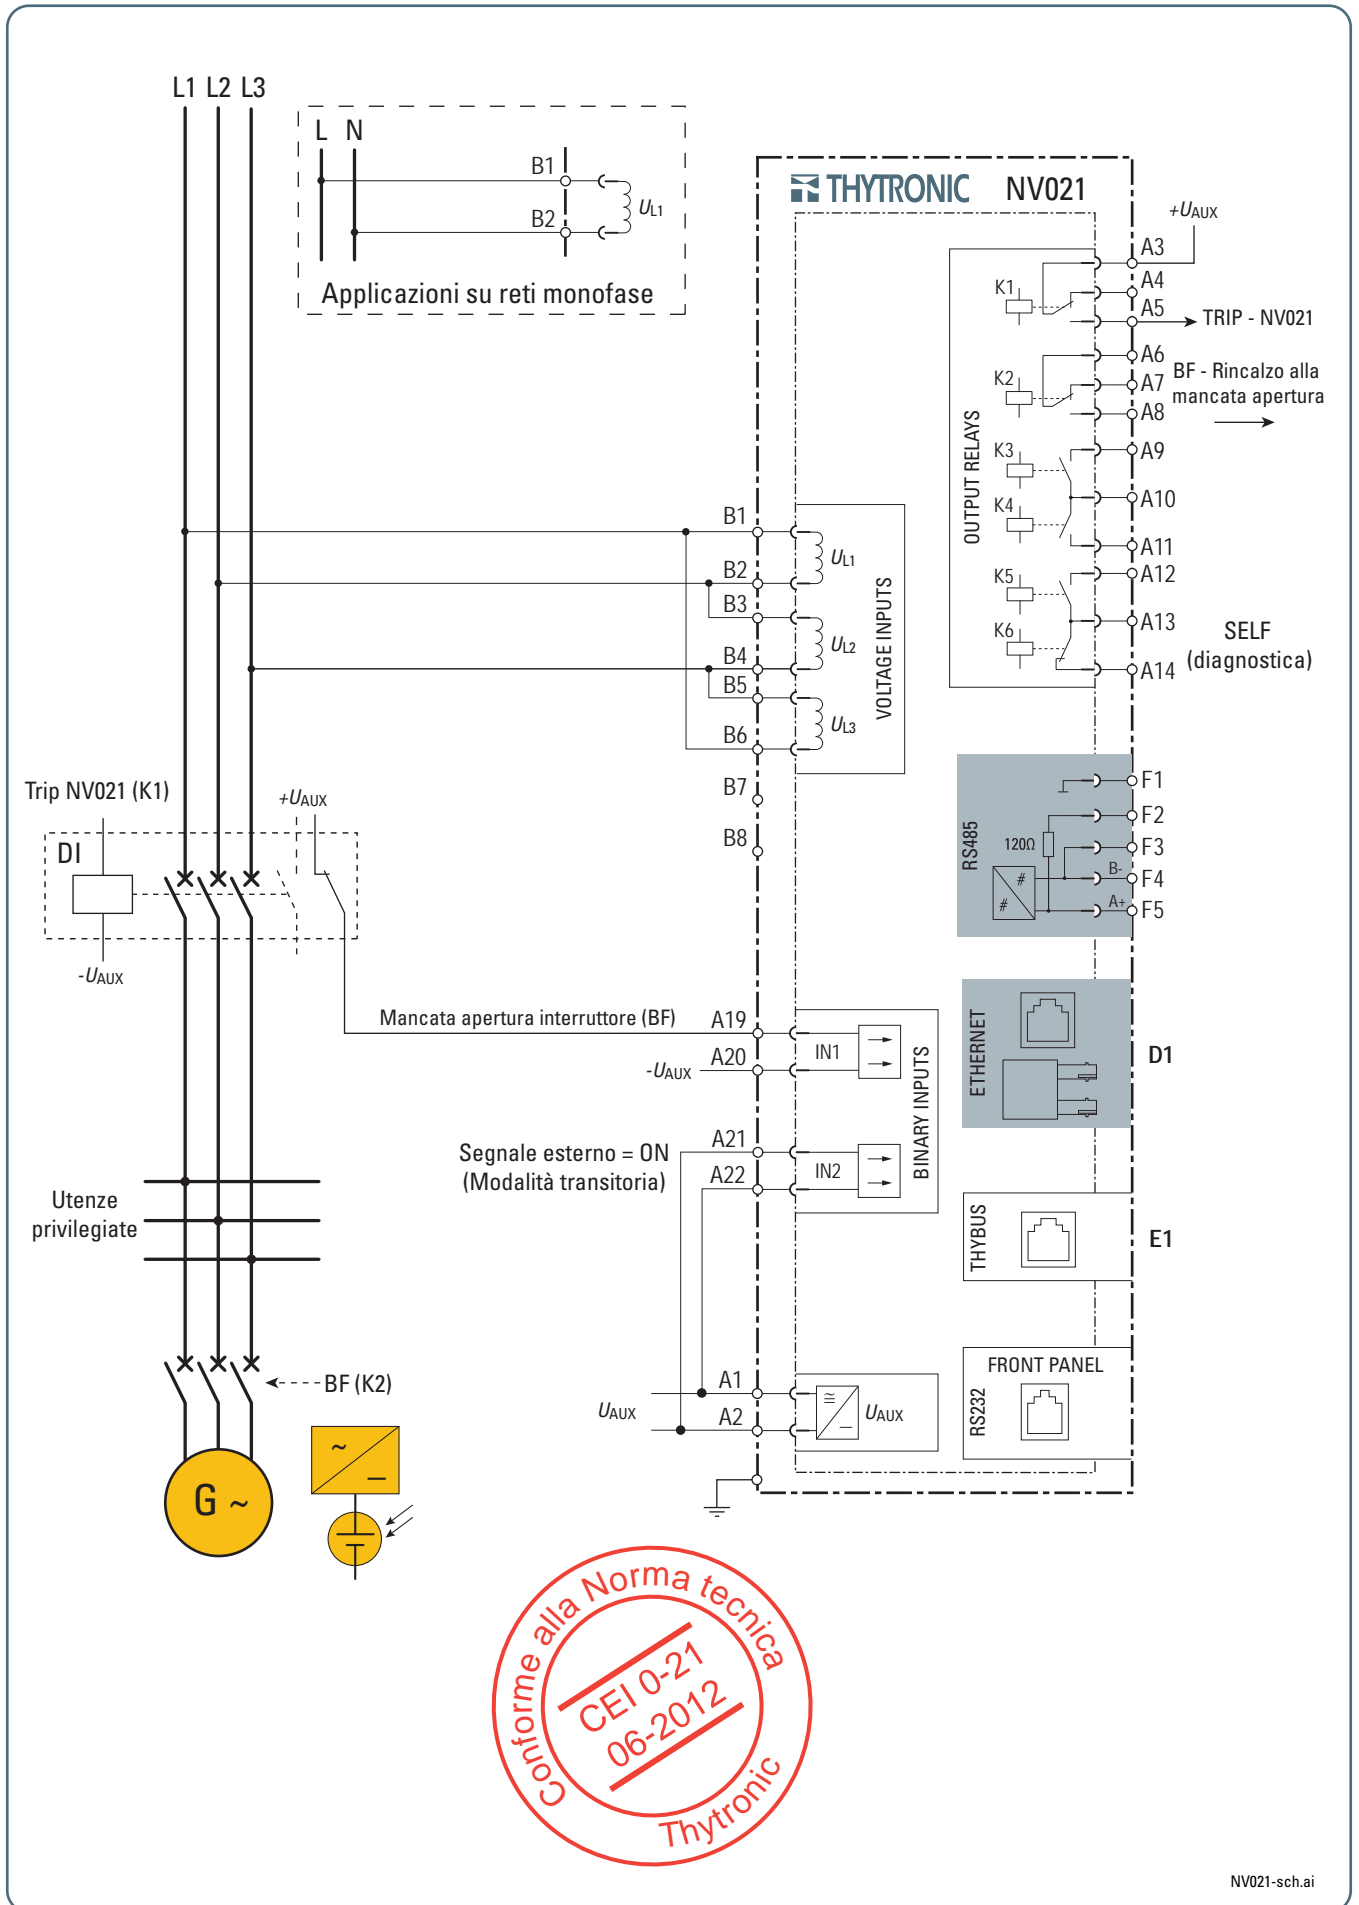 L1 L2 L3
L N
B1
B2
UL1
Applicazioni su reti monofase
THYTRONIC NV021
+UAUX
A3
K1
A4
A5
TRIP - NV021
A6
K2
A7
A8
BF - Rincalzo alla
mancata apertura
OUTPUT RELAYS
K3
A9
K4
A10
A11
K5
A12
A13
K6
A14
SELF
(diagnostica)
B1
UL1
B2
B3
UL2
B4
B5
UL3
B6
VOLTAGE INPUTS
B7
B8
RS485
120Ω
#
#
B-
A+
F1
F2
F3
F4
F5
Trip NV021 (K1)
+UAUX
DI
-UAUX
Mancata apertura interruttore (BF)
A19
-UAUX
A20
IN1
BINARY INPUTS
Segnale esterno = ON
(Modalità transitoria)
A21
A22
IN2
ETHERNET
D1
THYBUS
E1
Utenze
privilegiate
BF (K2)
UAUX
A1
A2
≅
UAUX
FRONT PANEL
RS232
G ~
~
Conforme alla Norma tecnica
CEI 0-21
06-2012
Thytronic
NV021-sch.ai